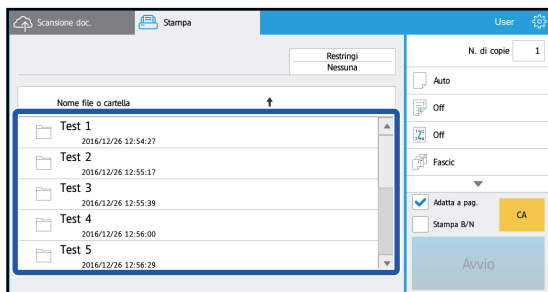 Scansione doc.
Stampa
User
N. di copie 1
Restringi
Nessuna
Auto
Nome file o cartella
Off
Test 1
2016/12/26 12:54:27
Off
Test 2
2016/12/26 12:55:17
Fascic
Test 3
2016/12/26 12:55:39
Adatta a pag.
Test 4
2016/12/26 12:56:00
Stampa B/N
CA
Test 5
2016/12/26 12:56:29
Avvio